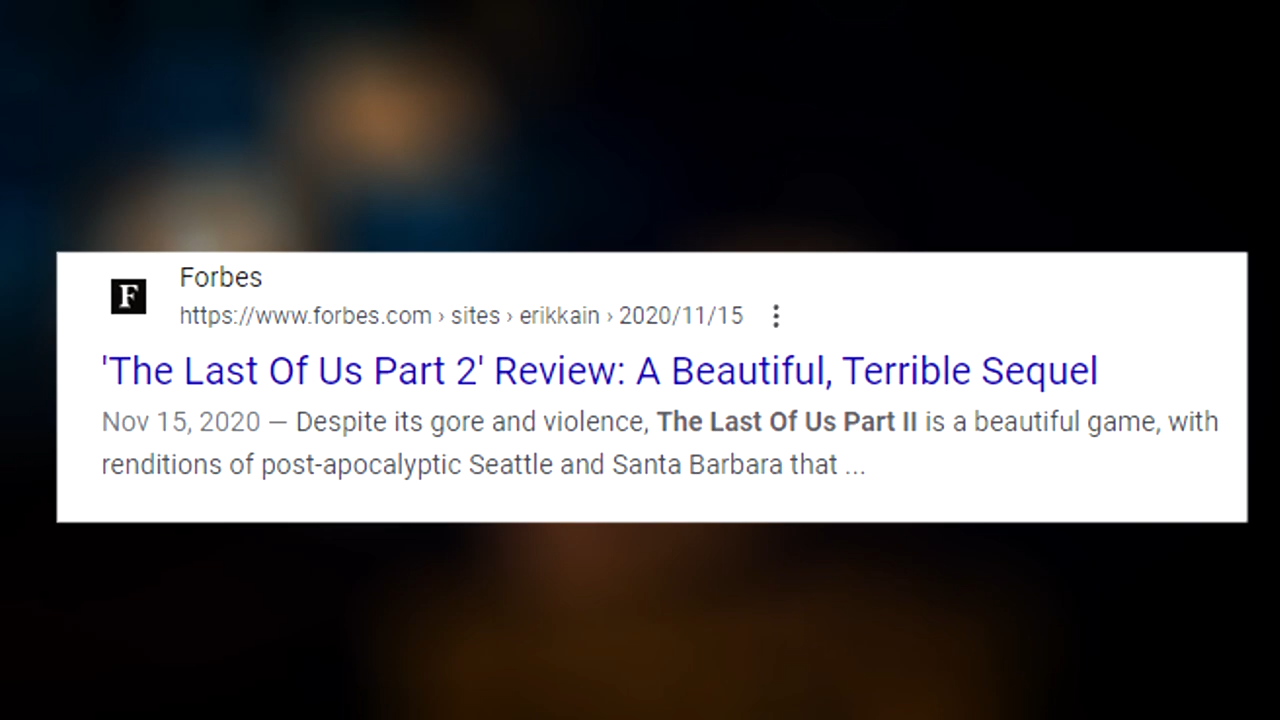 F
Forbes
https://www.forbes.com › sites › erikkain › 2020/11/15
'The Last Of Us Part 2' Review: A Beautiful, Terrible Sequel
Nov 15, 2020 — Despite its gore and violence, The Last Of Us Part II is a beautiful game, with
renditions of post-apocalyptic Seattle and Santa Barbara that ...